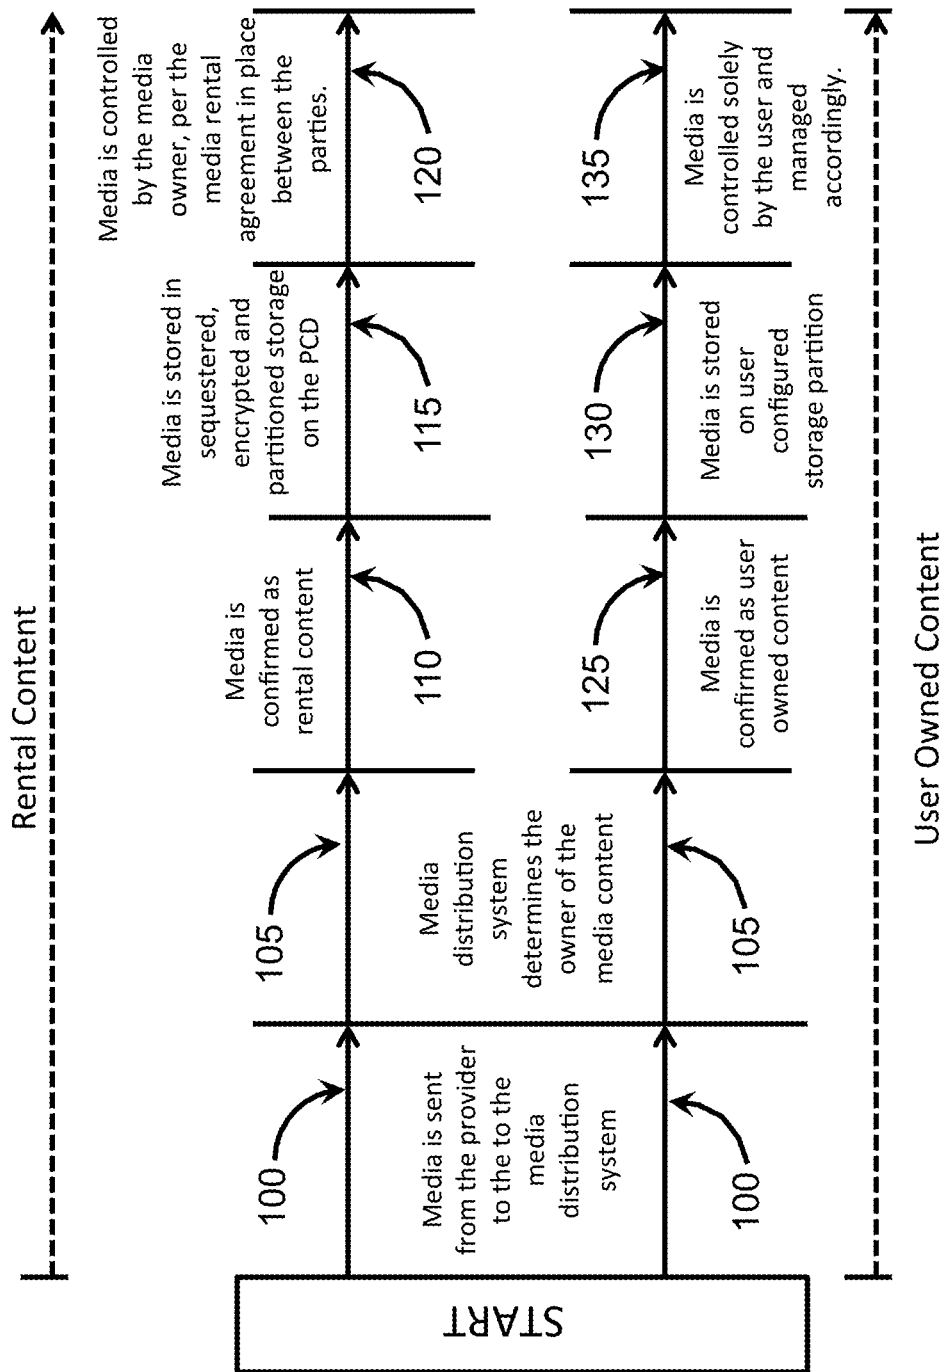 Rental Content
START
100
Media is sent
from the provider
to the to the
media
distribution
system
100
105
Media
distribution
system
determines the
owner of the
media content
105
Media is
confirmed as
rental content
110
Media is stored in
sequestered,
encrypted and
partitioned storage
on the PCD
115
Media is controlled
by the media
owner, per the
media rental
agreement in place
between the
parties.
120
125
Media is
confirmed as user
owned content
130
Media is stored
on user
configured
storage partition
135
Media is
controlled solely
by the user and
managed
accordingly.
User Owned Content